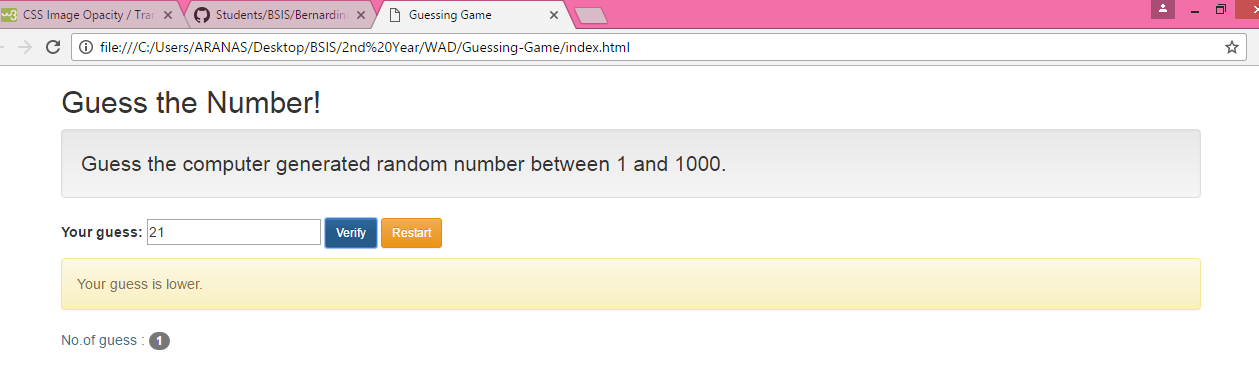 w3 CSS Image Opacity / Tra
Students/BSIS/Bernardin
Guessing Game
file:///C:/Users/ARANAS/Desktop/BSIS/2nd%20Year/WAD/Guessing-Game/index.html
Guess the Number!
Guess the computer generated random number between 1 and 1000.
Your guess: 21 Verify Restart
Your guess is lower.
No.of guess : 1